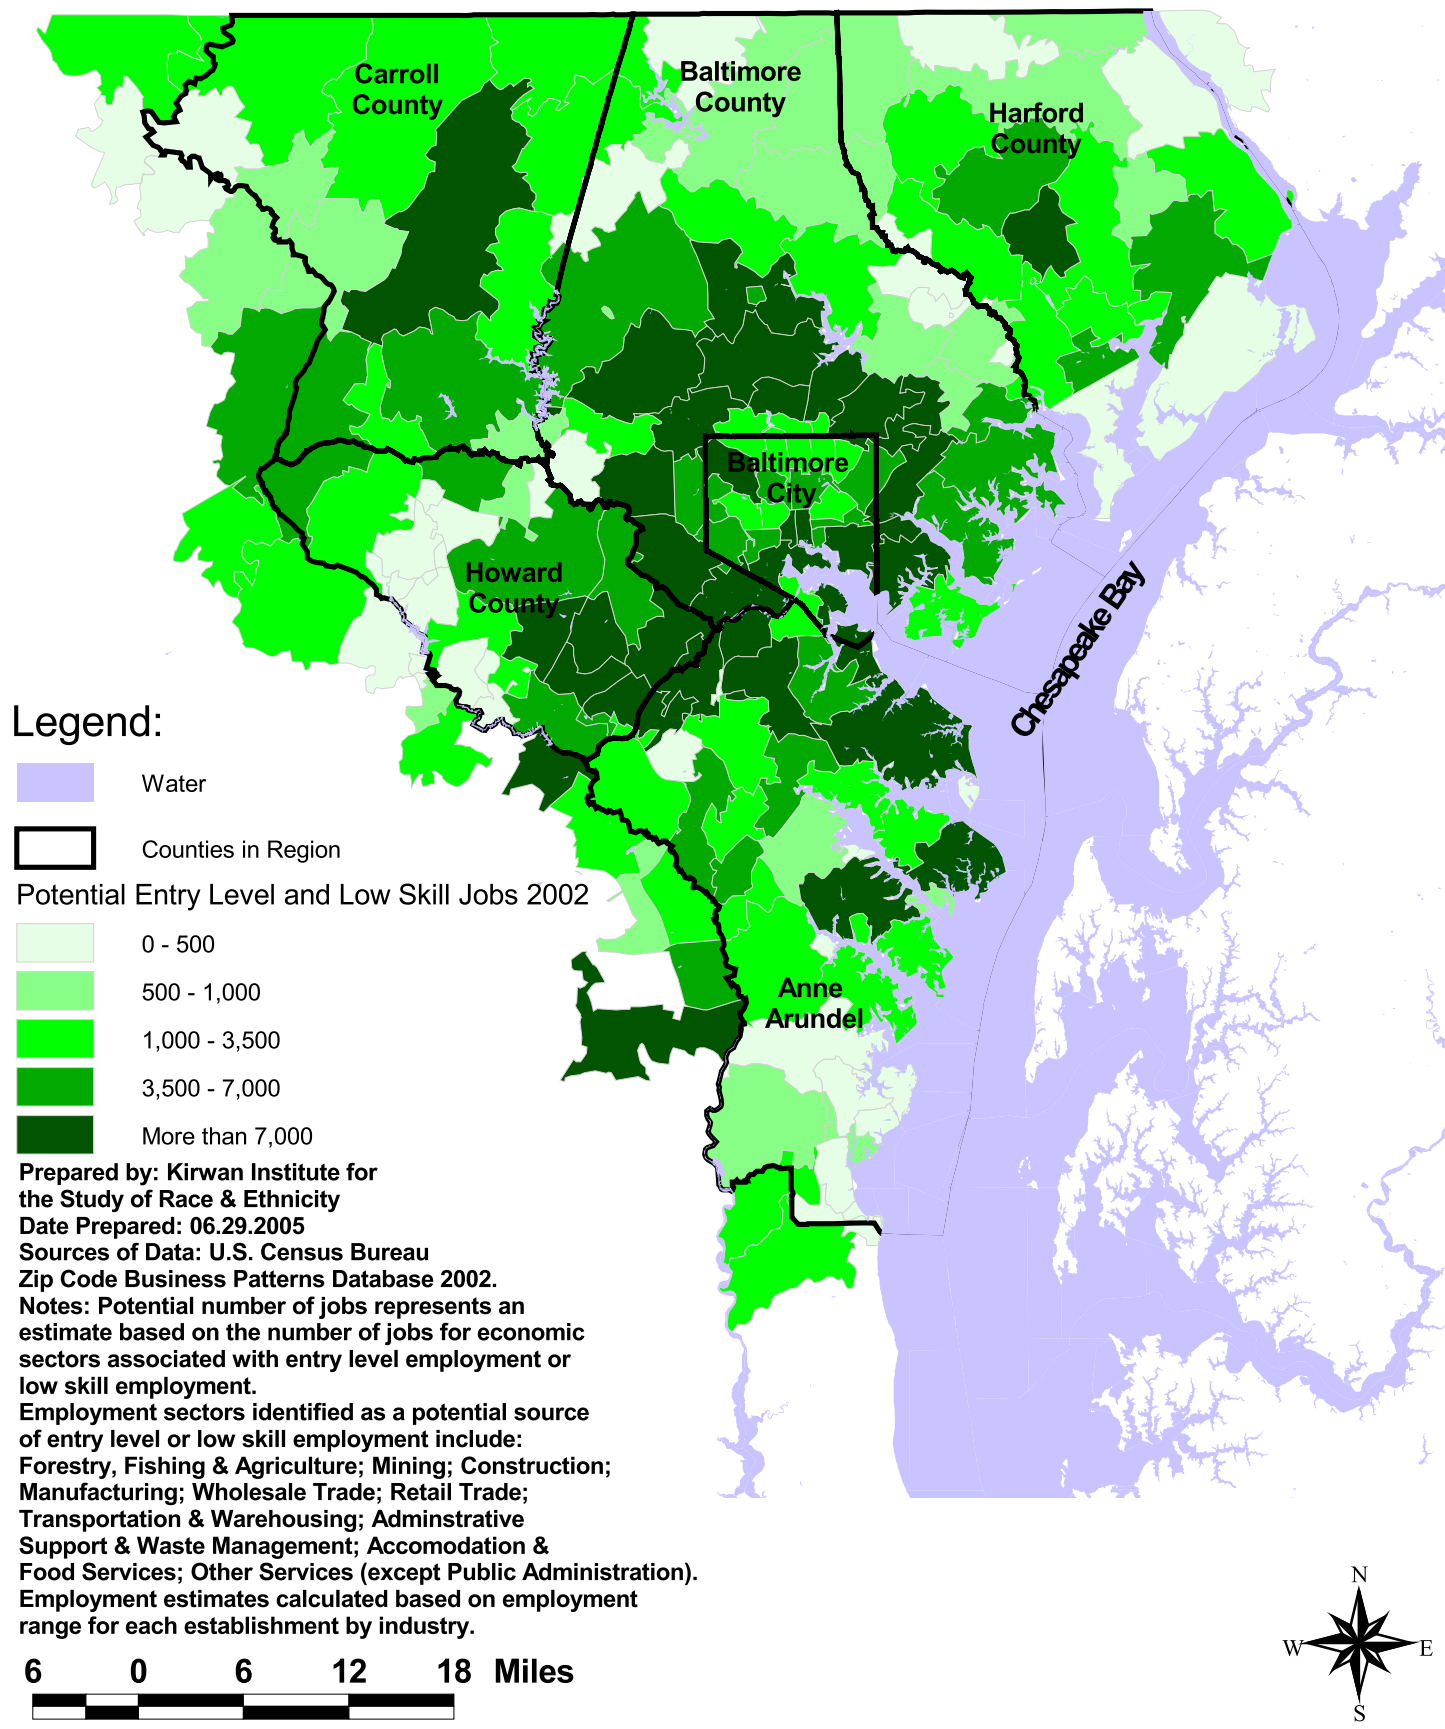 Carroll
County
Baltimore
County
Harford
County
Baltimore
City
Howard
County
Chesapeake Bay
Anne
Arundel
Legend:
Water
Counties in Region
Potential Entry Level and Low Skill Jobs 2002
0 - 500
500 - 1,000
1,000 - 3,500
3,500 - 7,000
More than 7,000
Prepared by: Kirwan Institute for
the Study of Race & Ethnicity
Date Prepared: 06.29.2005
Sources of Data: U.S. Census Bureau
Zip Code Business Patterns Database 2002.
Notes: Potential number of jobs represents an
estimate based on the number of jobs for economic
sectors associated with entry level employment or
low skill employment.
Employment sectors identified as a potential source
of entry level or low skill employment include:
Forestry, Fishing & Agriculture; Mining; Construction;
Manufacturing; Wholesale Trade; Retail Trade;
Transportation & Warehousing; Adminstrative
Support & Waste Management; Accomodation &
Food Services; Other Services (except Public Administration).
Employment estimates calculated based on employment
range for each establishment by industry.
6 0 6 12 18 Miles
N
W E
S